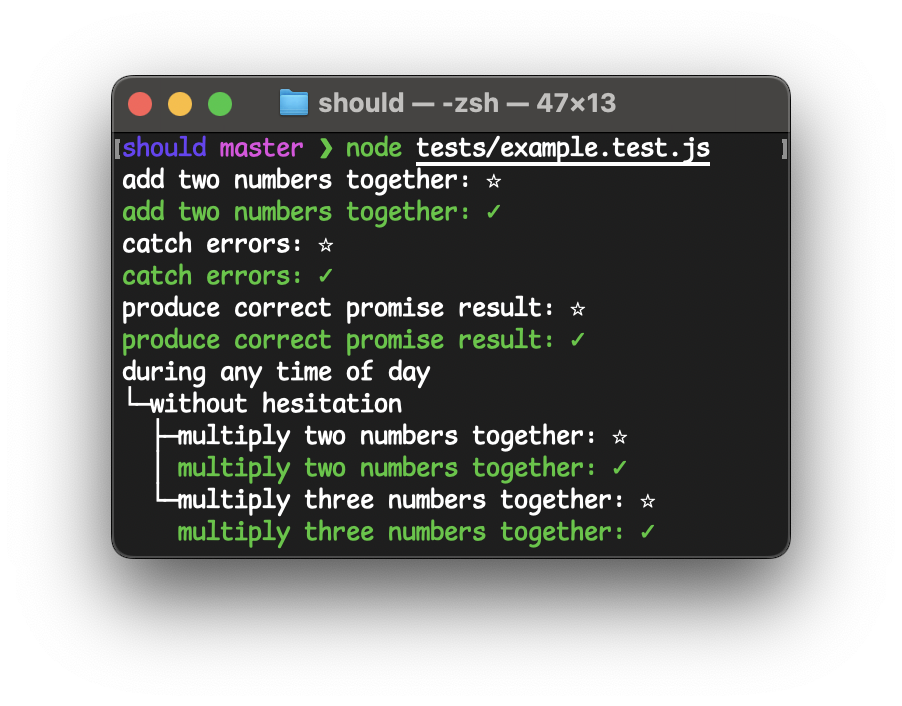 should — -zsh — 47×13
should master ❯ node tests/example.test.js
add two numbers together: ☆
add two numbers together: ✓
catch errors: ☆
catch errors: ✓
produce correct promise result: ☆
produce correct promise result: ✓
during any time of day
└─without hesitation
  ├─multiply two numbers together: ☆
  │ multiply two numbers together: ✓
  └─multiply three numbers together: ☆
    multiply three numbers together: ✓